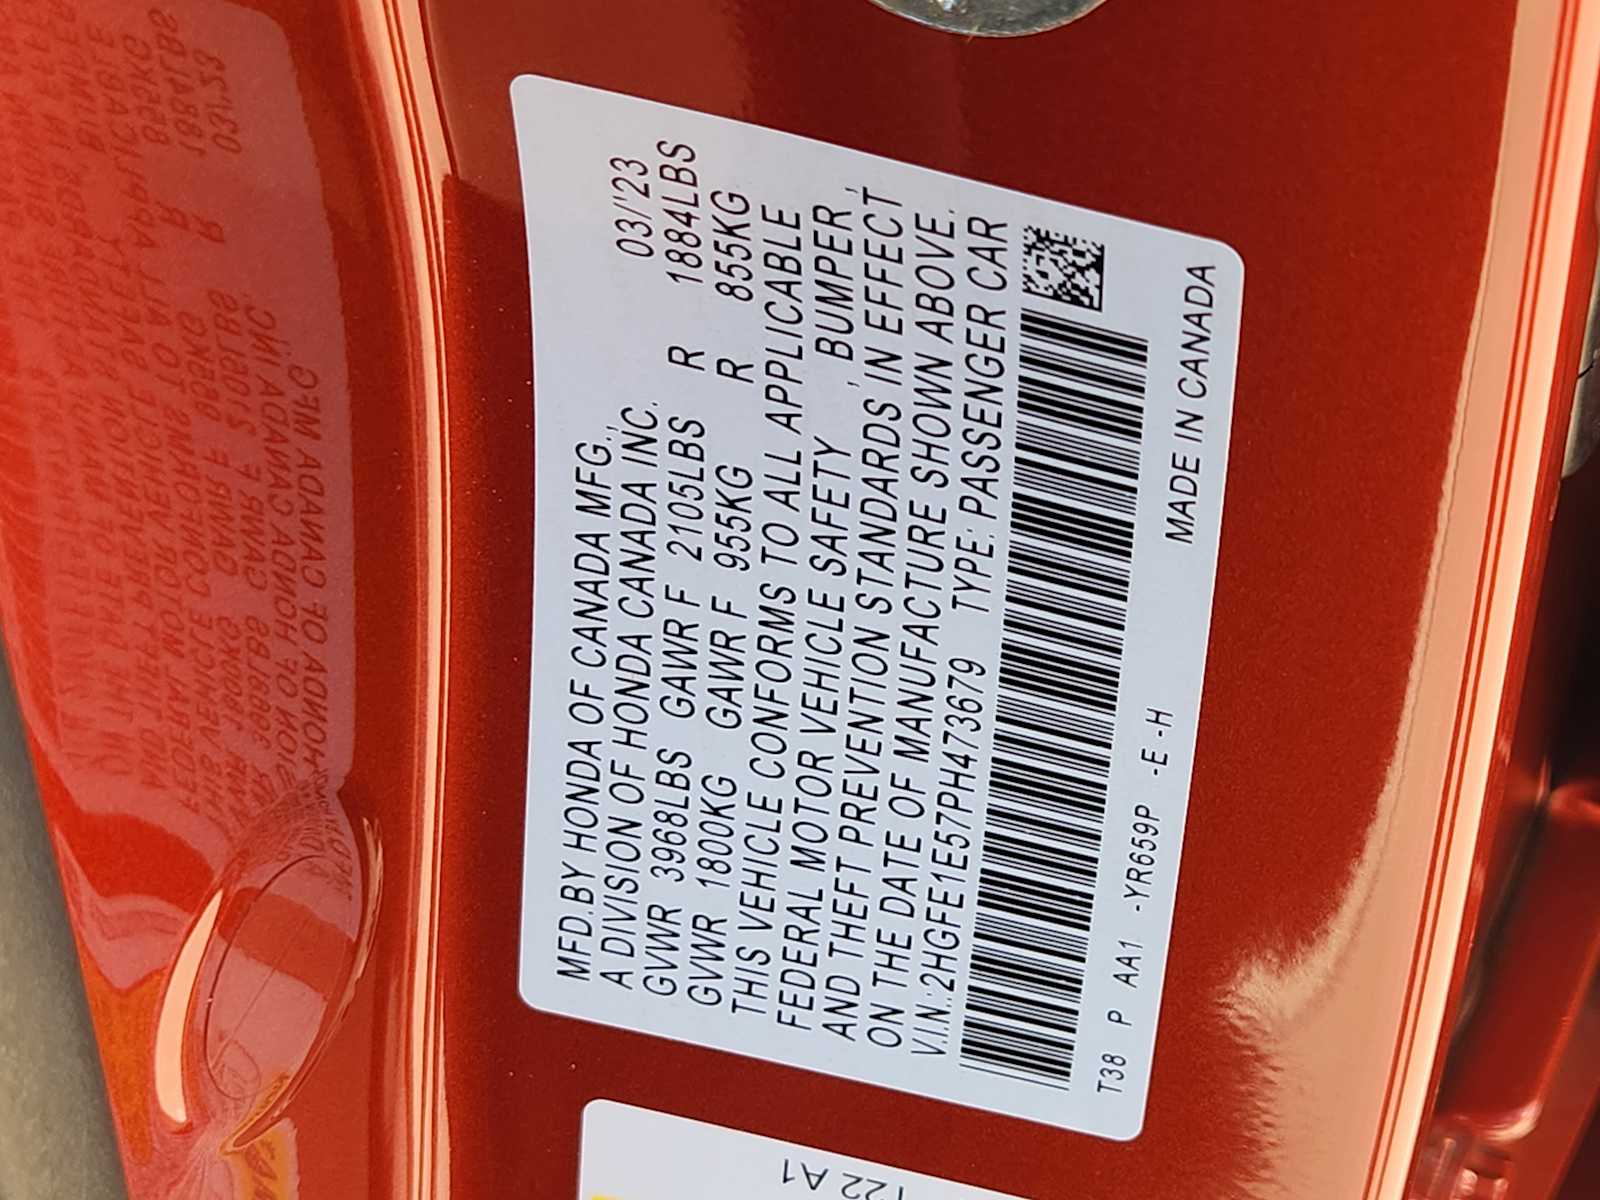 MFD.BY HONDA OF CANADA MFG.,
A DIVISION OF HONDA CANADA INC. 03/'23
GVWR 3968LBS GAWR F 2105LBS R 1884LBS
GVWR 1800KG GAWR F 955KG R 855KG
THIS VEHICLE CONFORMS TO ALL APPLICABLE
FEDERAL MOTOR VEHICLE SAFETY , BUMPER ,
AND THEFT PREVENTION STANDARDS IN EFFECT
ON THE DATE OF MANUFACTURE SHOWN ABOVE.
V.I.N.:2HGFE1E57PH473679 TYPE: PASSENGER CAR
T38 P AA1 -YR659P -E -H MADE IN CANADA
T22 A1